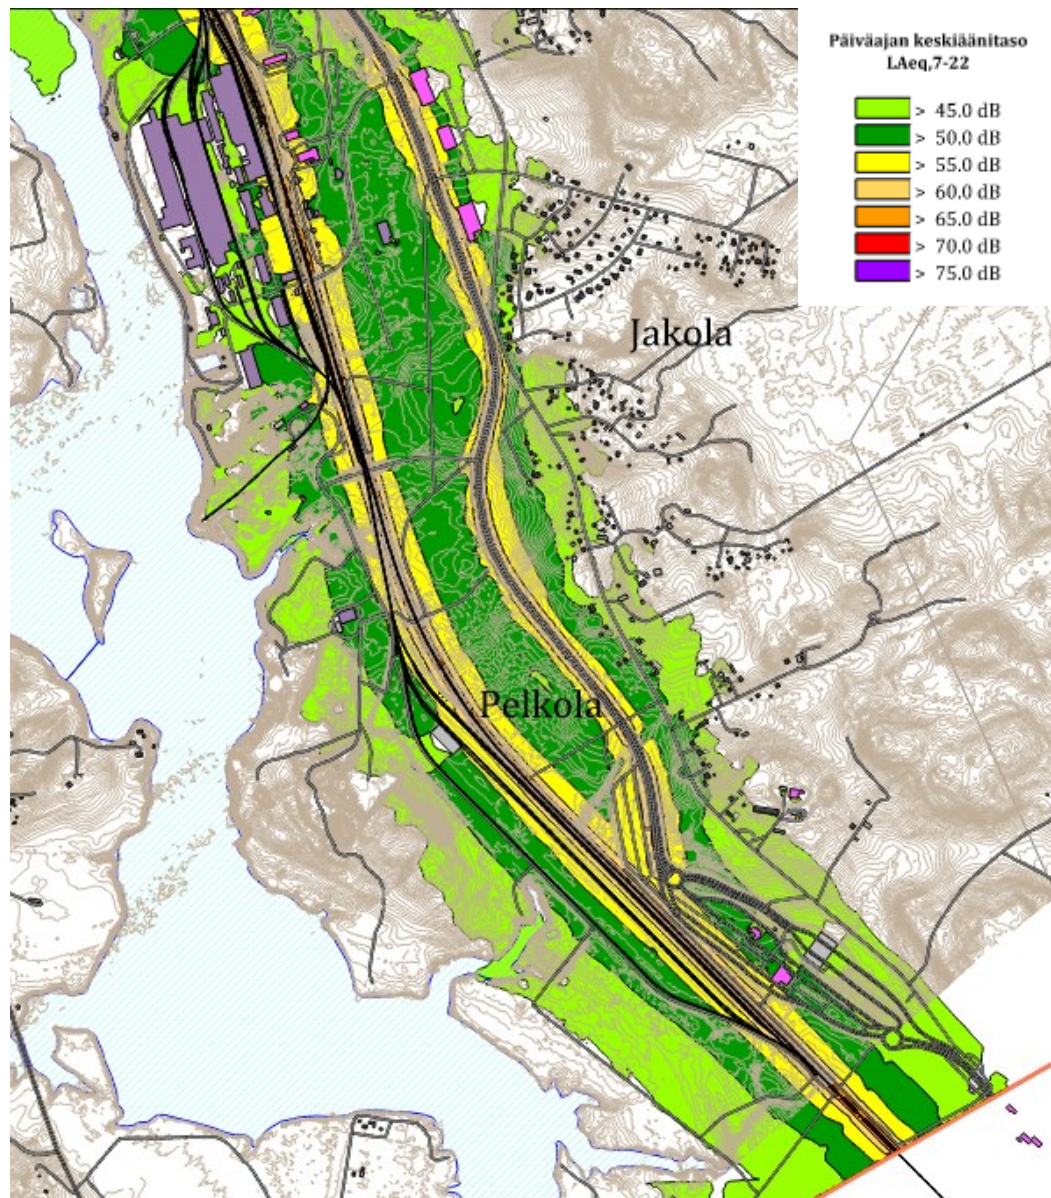 Päiväajan keskiäänitaso
LAeq,7-22
> 45.0 dB
> 50.0 dB
> 55.0 dB
> 60.0 dB
> 65.0 dB
> 70.0 dB
> 75.0 dB
Jakola
Pelkola